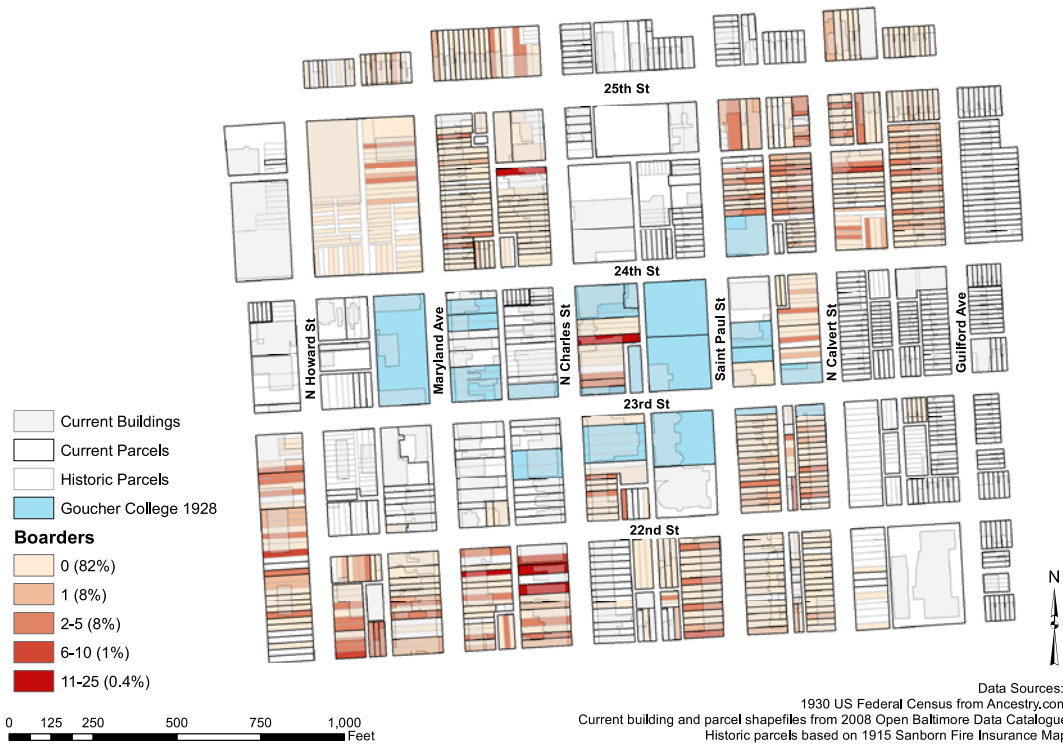 25th St
24th St
N Howard St
Maryland Ave
N Charles St
Saint Paul St
N Calvert St
Guilford Ave
23rd St
22nd St
Current Buildings
Current Parcels
Historic Parcels
Goucher College 1928
Boarders
0 (82%)
1 (8%)
2-5 (8%)
6-10 (1%)
11-25 (0.4%)
0 125 250 500 750 1,000
Feet
N
Data Sources:
1930 US Federal Census from Ancestry.com
Current building and parcel shapefiles from 2008 Open Baltimore Data Catalogue
Historic parcels based on 1915 Sanborn Fire Insurance Map